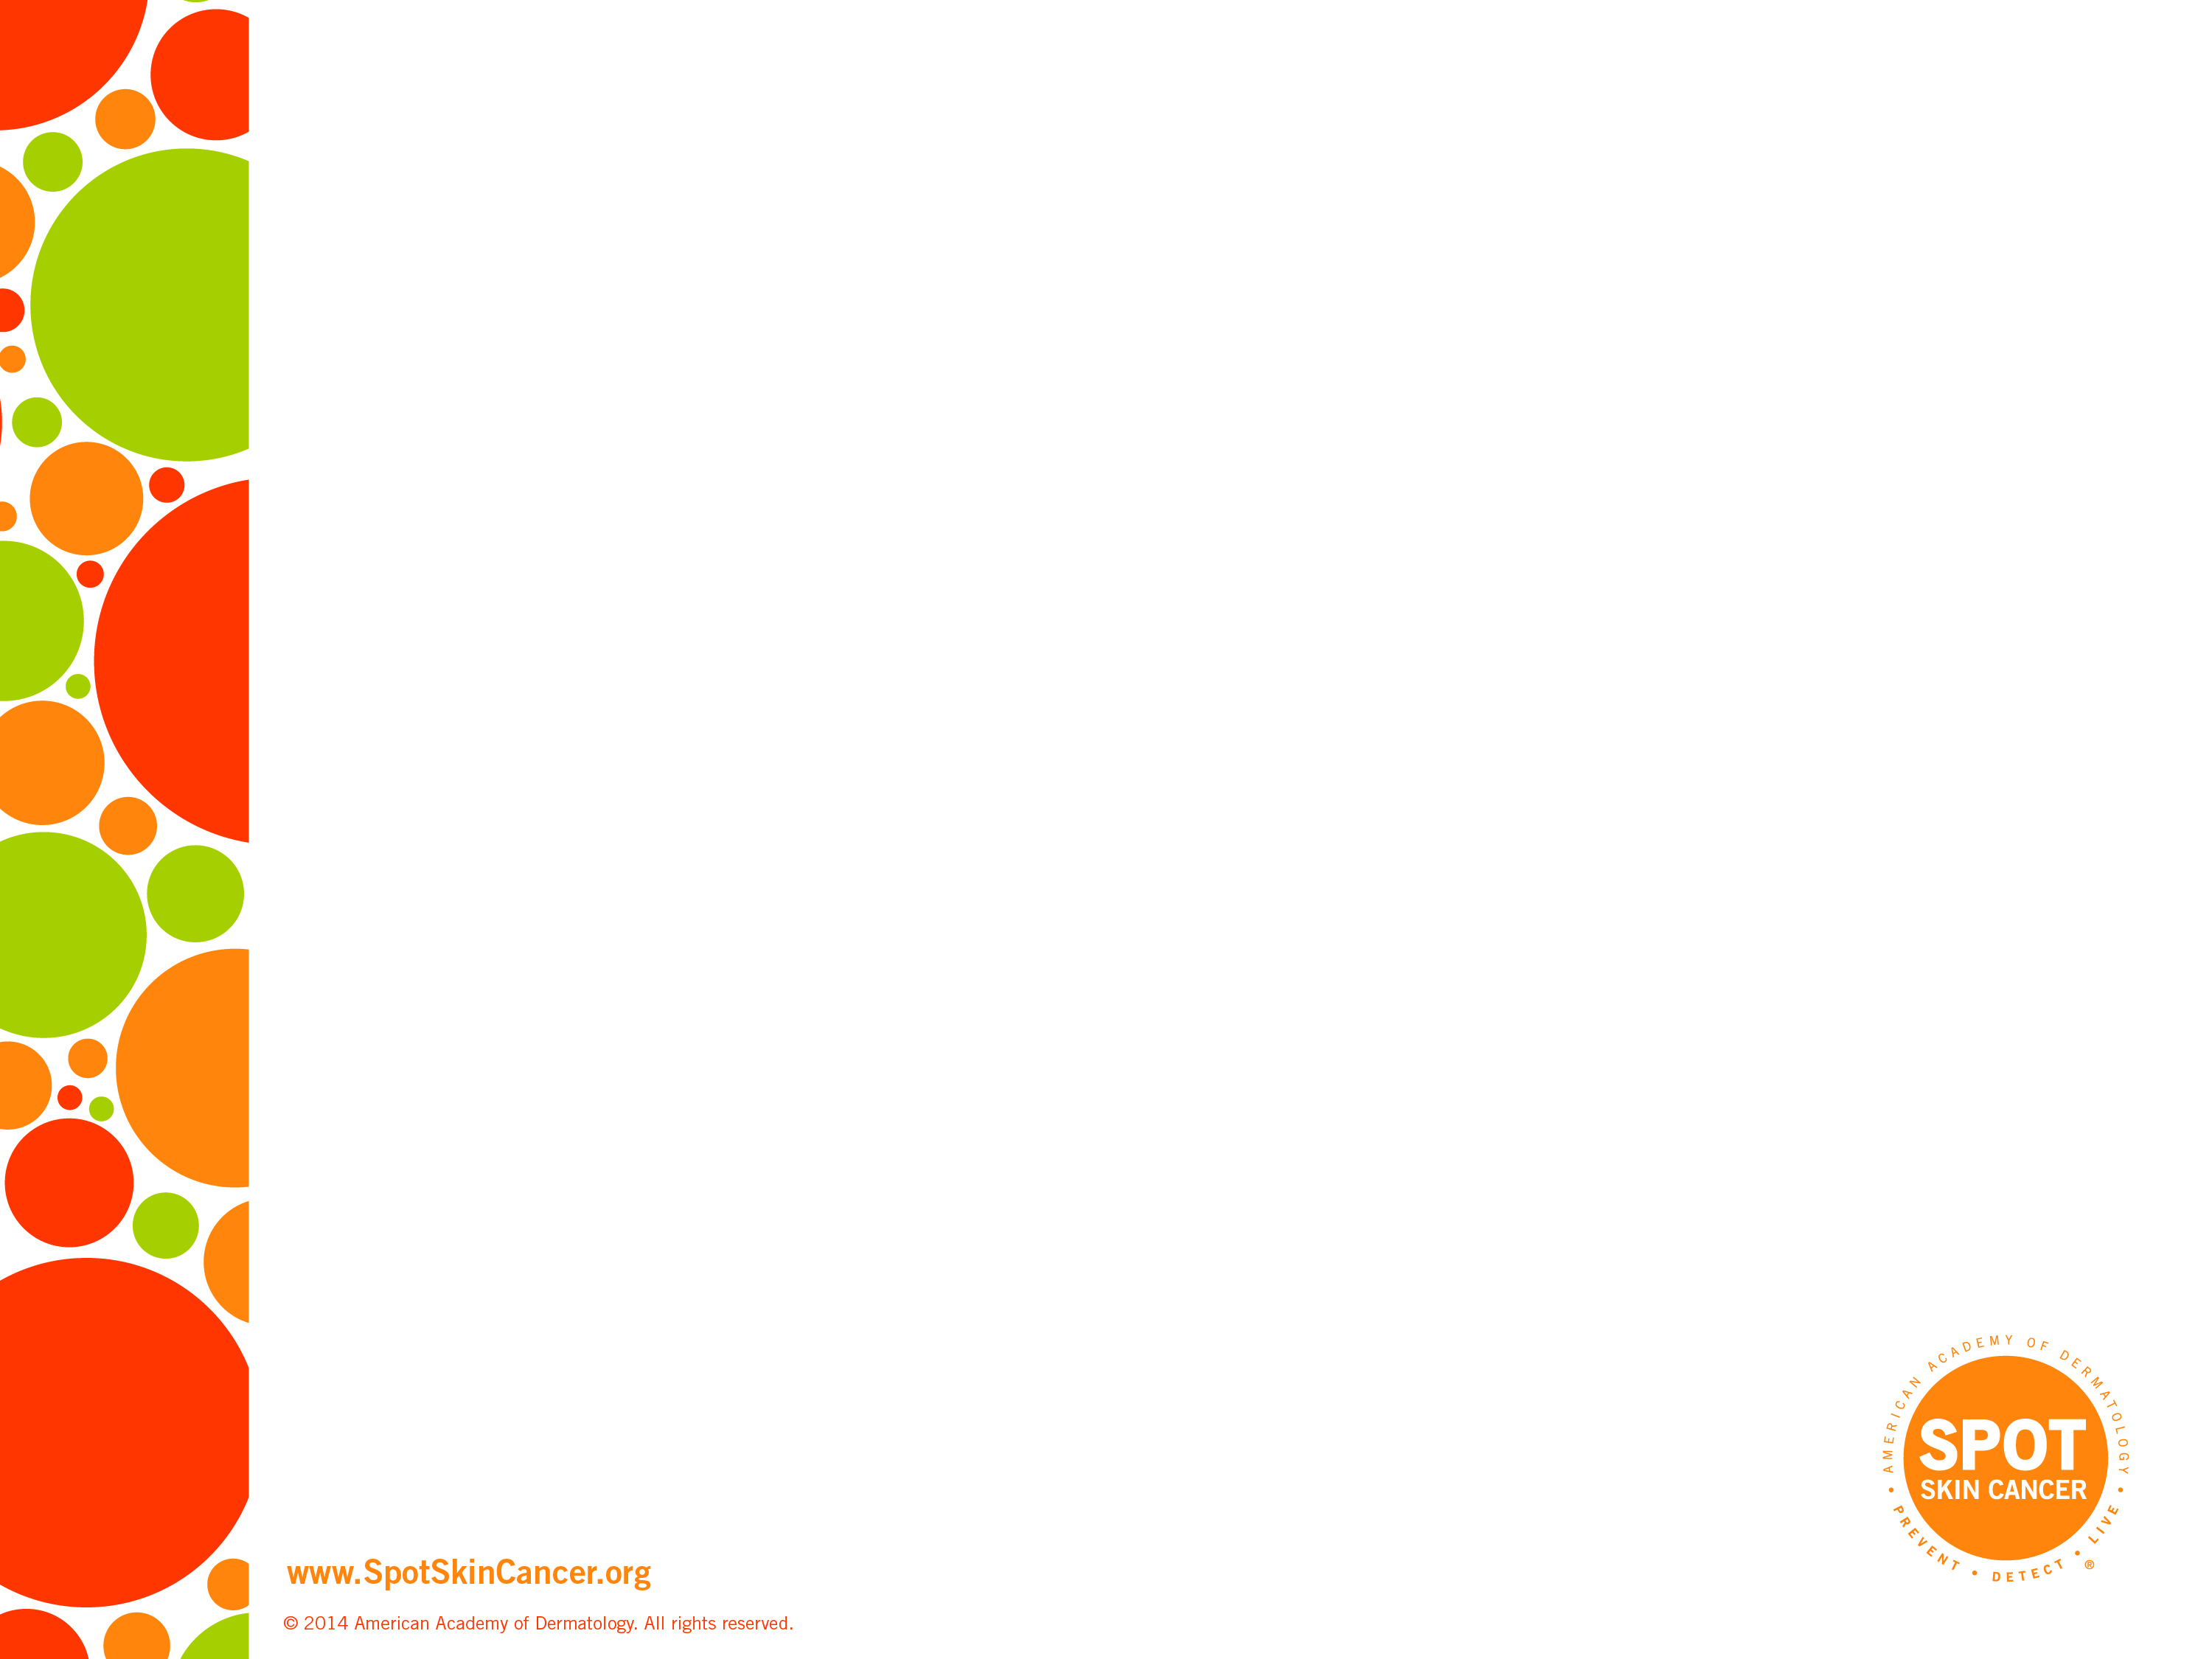 www.SpotSkinCancer.org
© 2014 American Academy of Dermatology. All rights reserved.
AMERICAN ACADEMY OF DERMATOLOGY
SPOT
SKIN CANCER
• PREVENT • DETECT • LIVE •
®